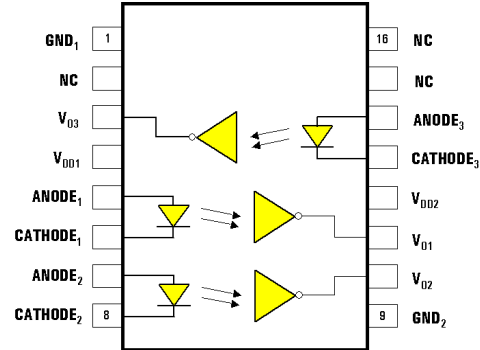 GND1 1 16 NC
NC NC
VO3 ANODE3
VDD1 CATHODE3
ANODE1 VDD2
CATHODE1 VO1
ANODE2 VO2
CATHODE2 8 9 GND2